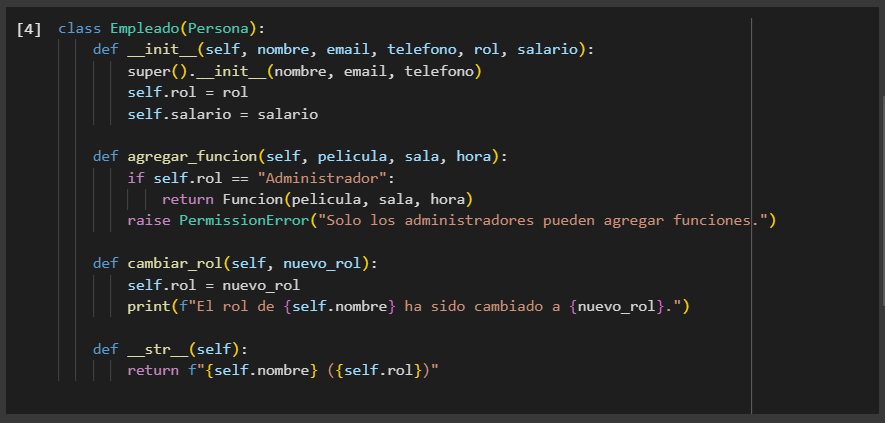 [4] class Empleado(Persona):
    def __init__(self, nombre, email, telefono, rol, salario):
        super().__init__(nombre, email, telefono)
        self.rol = rol
        self.salario = salario
    def agregar_funcion(self, pelicula, sala, hora):
        if self.rol == "Administrador":
            return Funcion(pelicula, sala, hora)
        raise PermissionError("Solo los administradores pueden agregar funciones.")
    def cambiar_rol(self, nuevo_rol):
        self.rol = nuevo_rol
        print(f"El rol de {self.nombre} ha sido cambiado a {nuevo_rol}.")
    def __str__(self):
        return f"{self.nombre} ({self.rol})"